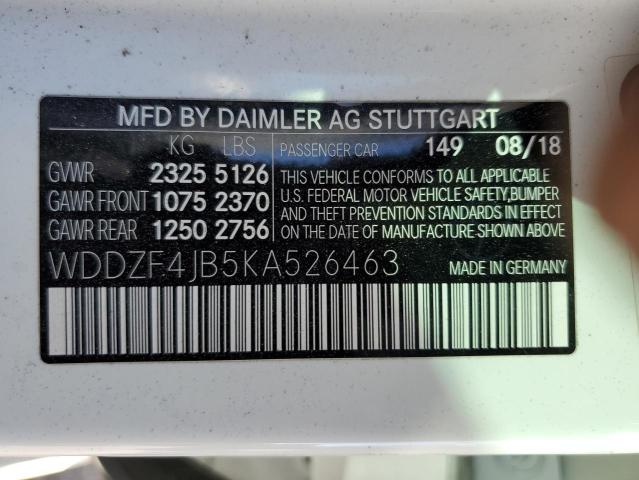 MFD BY DAIMLER AG STUTTGART
KG LBS PASSENGER CAR 149 08/18
GVWR 2325 5126
GAWR FRONT 1075 2370
GAWR REAR 1250 2756
THIS VEHICLE CONFORMS TO ALL APPLICABLE
U.S. FEDERAL MOTOR VEHICLE SAFETY,BUMPER
AND THEFT PREVENTION STANDARDS IN EFFECT
ON THE DATE OF MANUFACTURE SHOWN ABOVE
WDDZF4JB5KA526463 MADE IN GERMANY